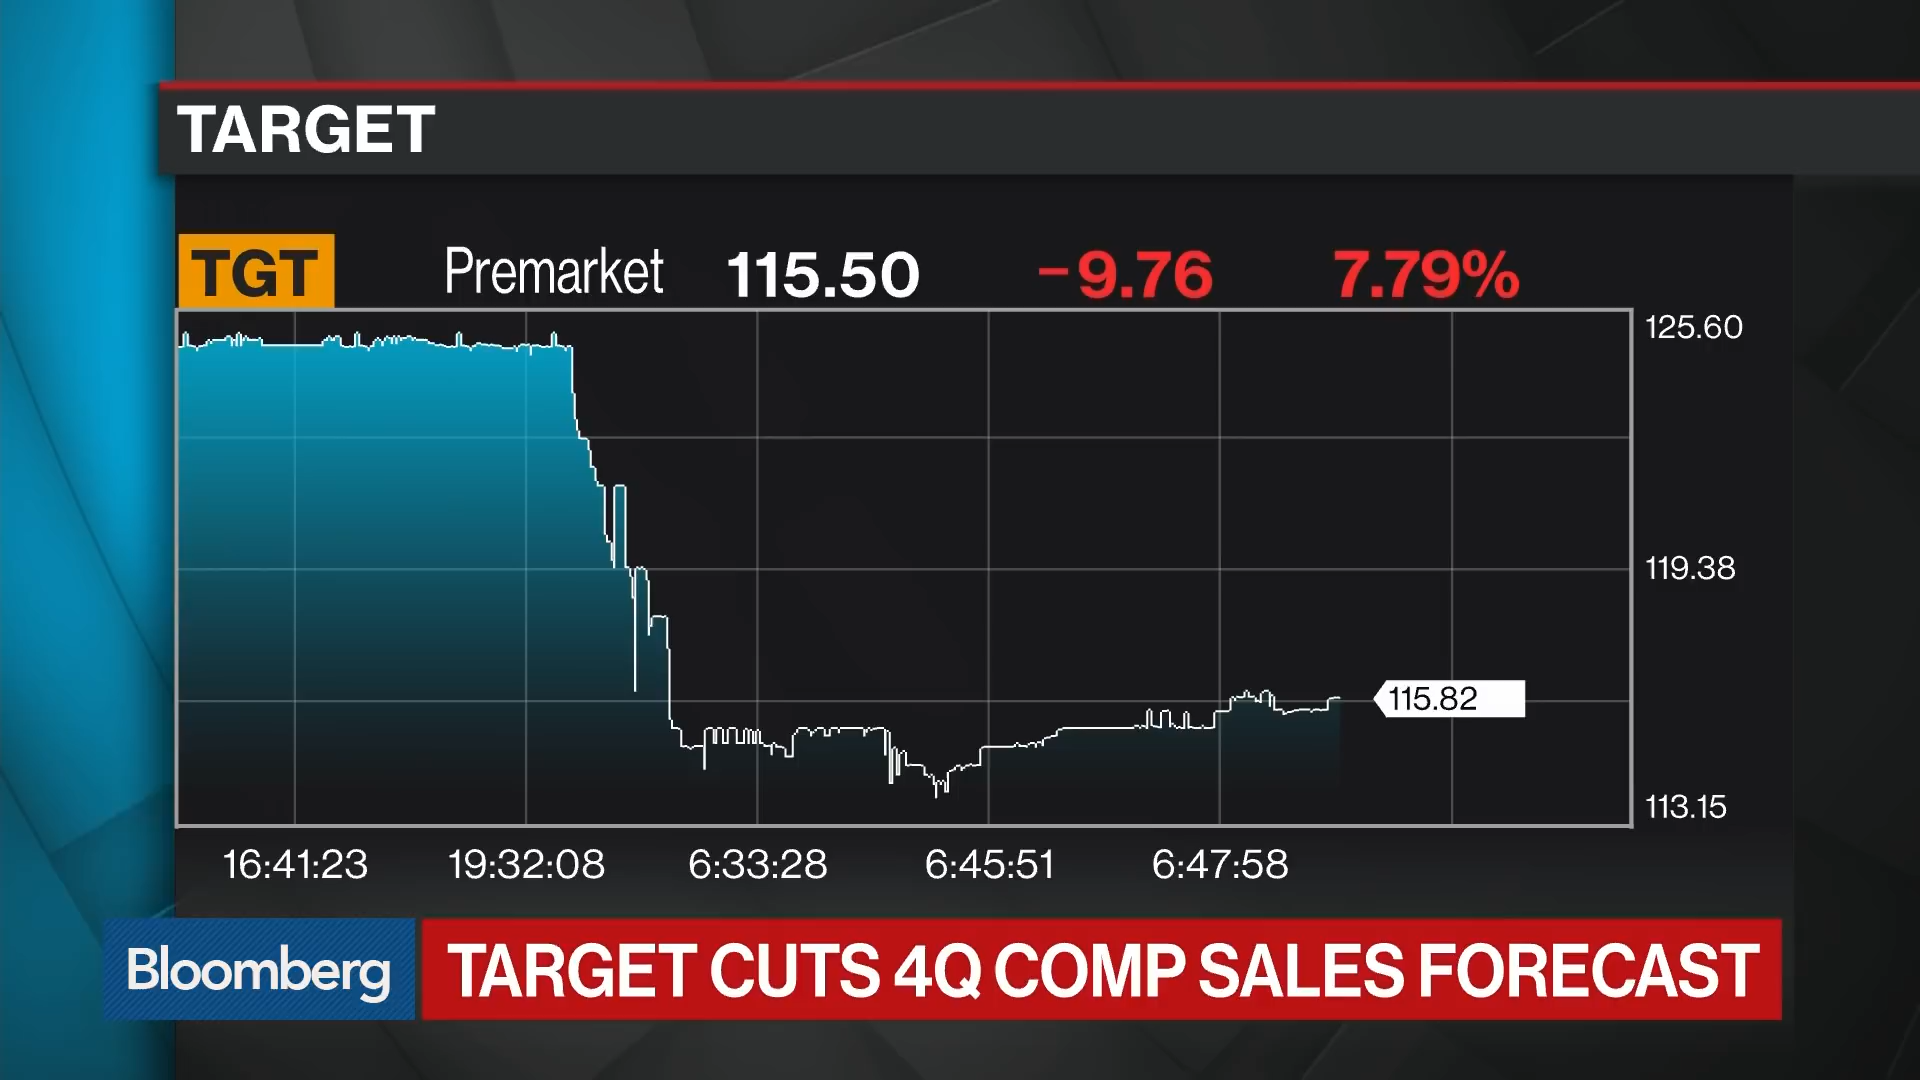 TARGET
TGT Premarket 115.50 -9.76 7.79%
125.60
119.38
115.82
113.15
16:41:23 19:32:08 6:33:28 6:45:51 6:47:58
Bloomberg TARGET CUTS 4Q COMP SALES FORECAST